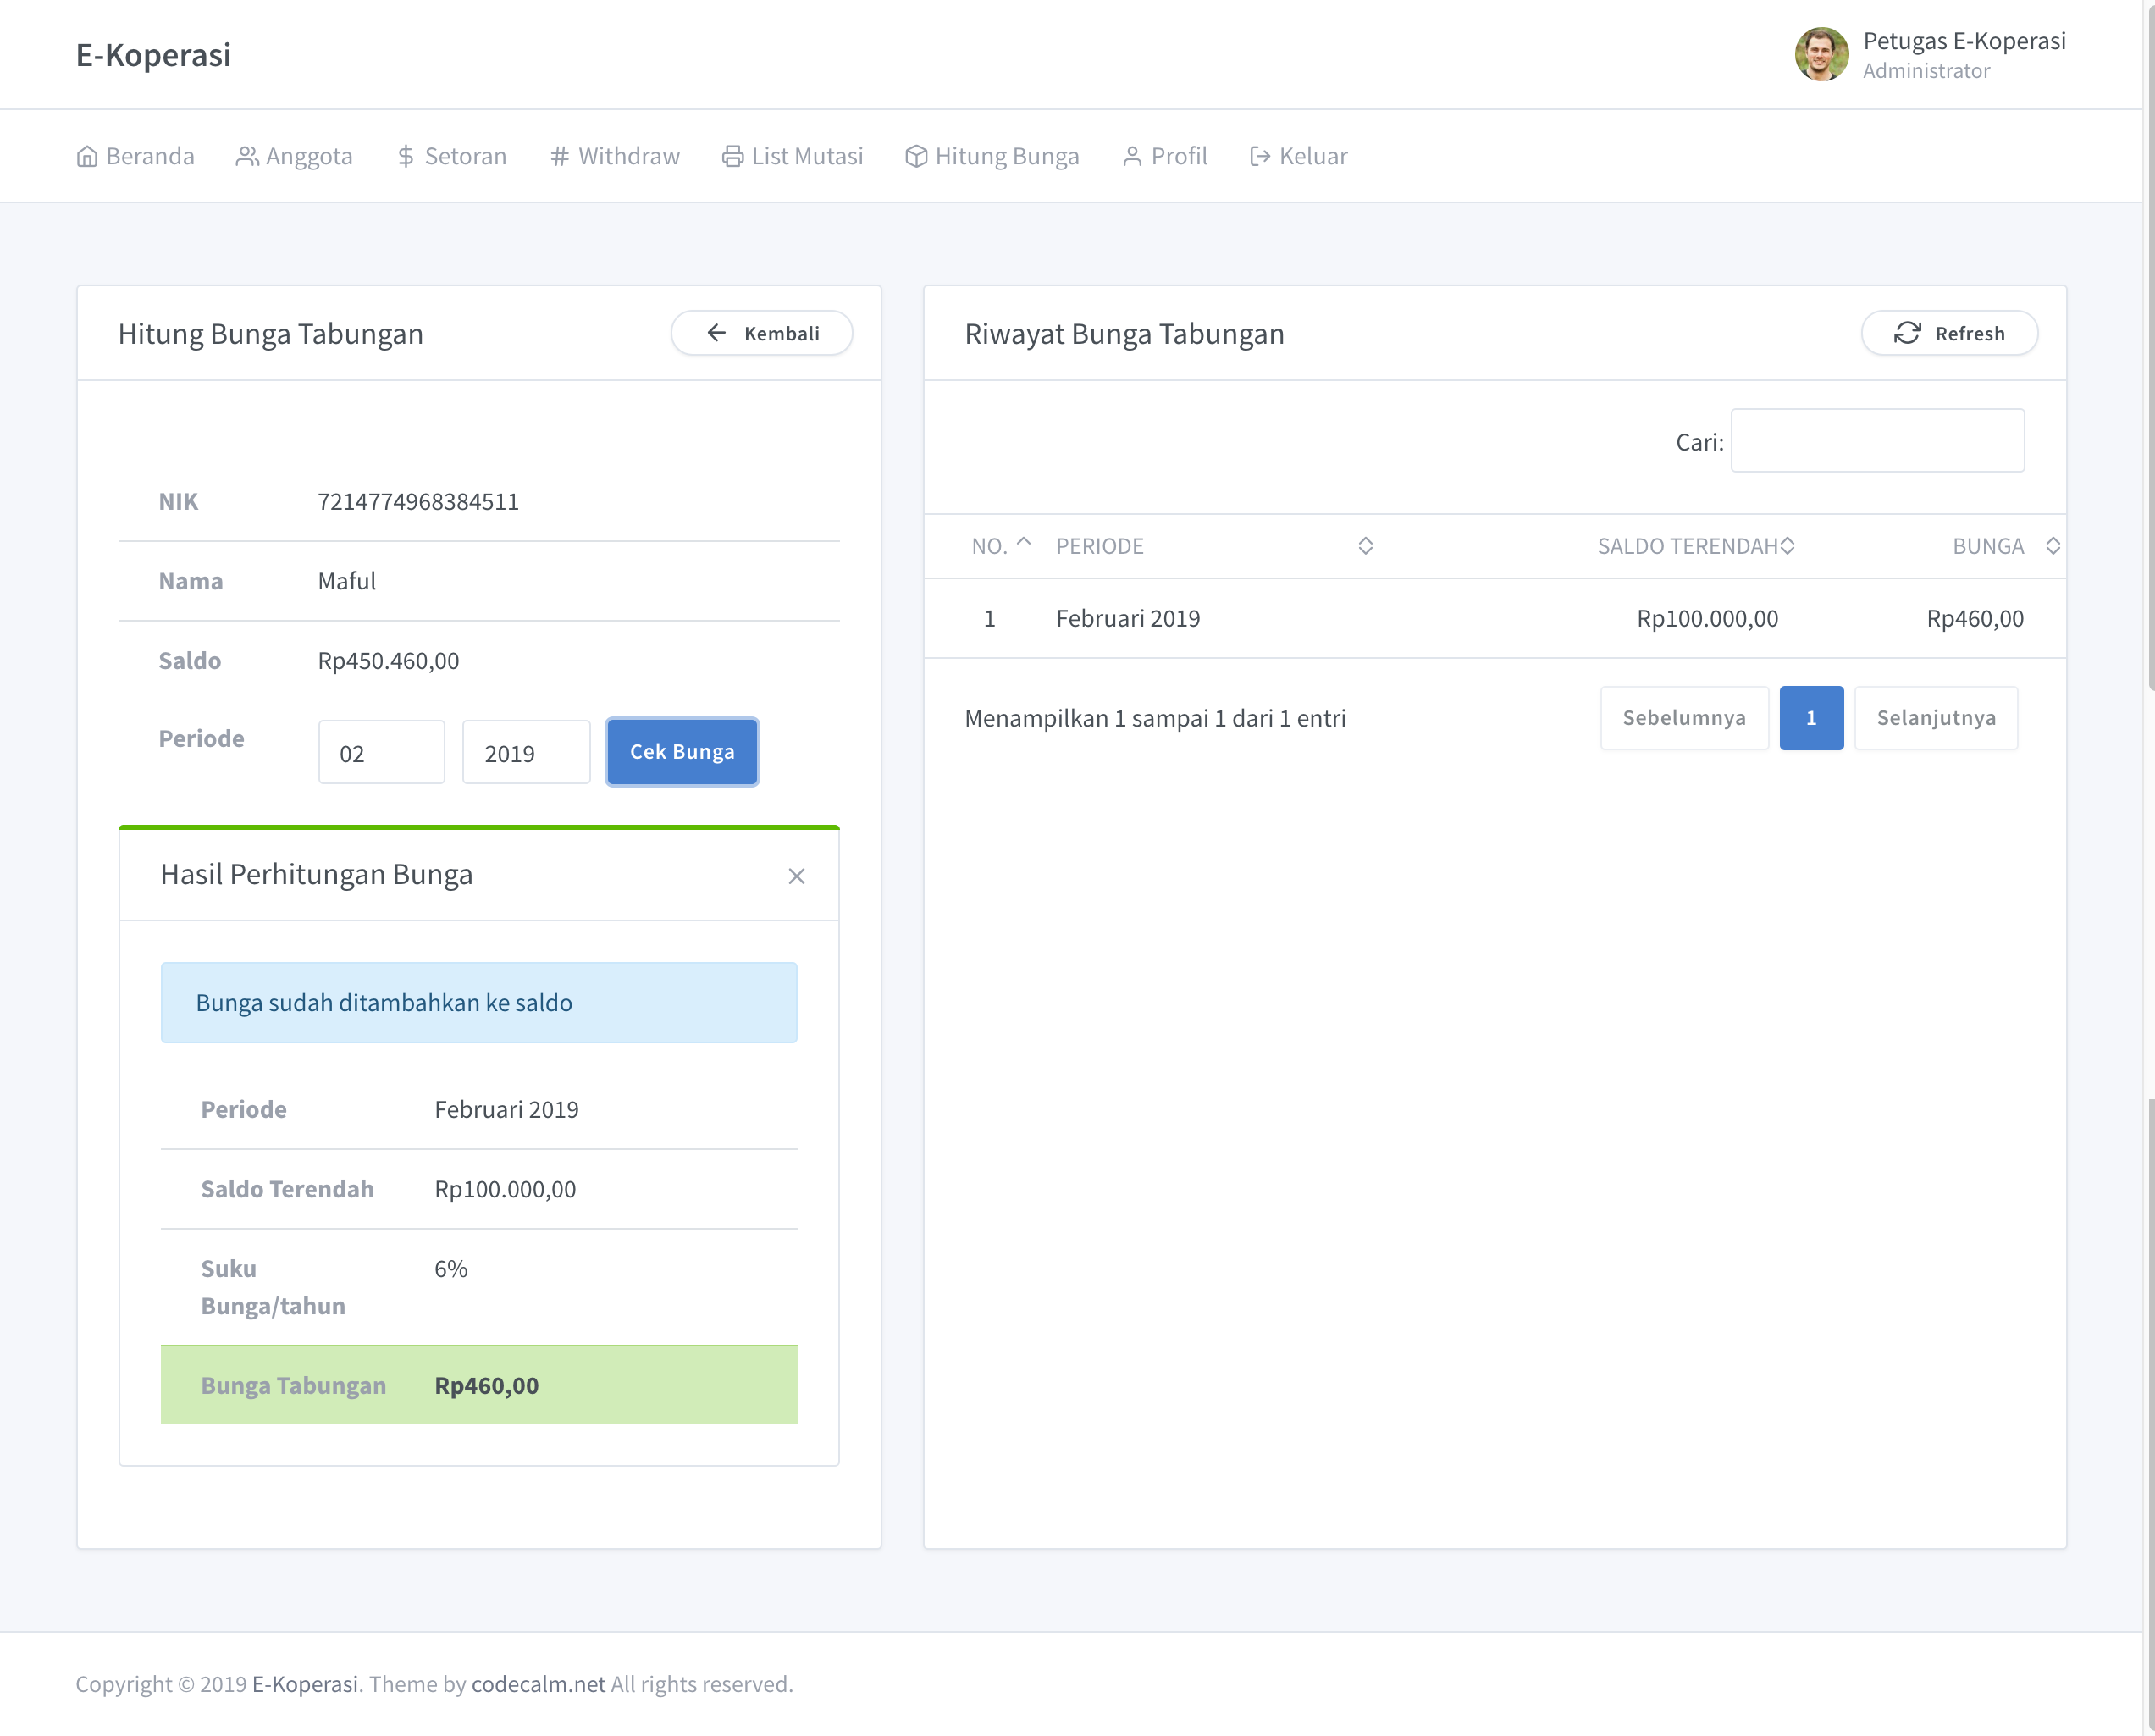 E-Koperasi
Petugas E-Koperasi
Administrator
Beranda Anggota Setoran Withdraw List Mutasi Hitung Bunga Profil Keluar
Hitung Bunga Tabungan
Kembali
NIK 7214774968384511
Nama Maful
Saldo Rp450.460,00
Periode 02 2019 Cek Bunga
Hasil Perhitungan Bunga
Bunga sudah ditambahkan ke saldo
Periode Februari 2019
Saldo Terendah Rp100.000,00
Suku 6%
Bunga/tahun
Bunga Tabungan Rp460,00
Riwayat Bunga Tabungan
Refresh
Cari:
NO. PERIODE SALDO TERENDAH BUNGA
1 Februari 2019 Rp100.000,00 Rp460,00
Menampilkan 1 sampai 1 dari 1 entri
Sebelumnya 1 Selanjutnya
Copyright © 2019 E-Koperasi. Theme by codecalm.net All rights reserved.